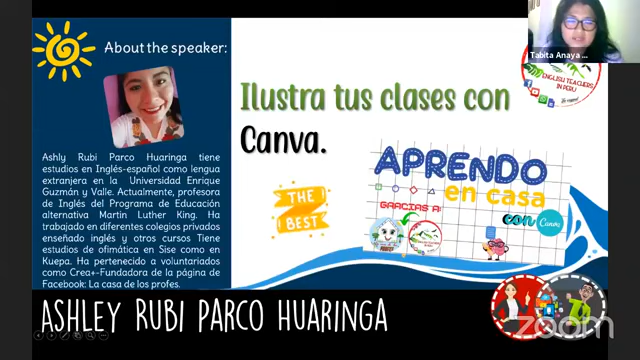 About the speaker:
Ashly Rubi Parco Huaringa tiene
estudios en Inglés-español como lengua
extranjera en la Universidad Enrique
Guzmán y Valle. Actualmente, profesora
de Inglés del Programa de Educación
alternativa Martin Luther King. Ha
trabajado en diferentes colegios privados
enseñado inglés y otros cursos Tiene
estudios de ofimática en Sise como en
Kuepa. Ha pertenecido a voluntariados
como Crea+-Fundadora de la página de
Facebook: La casa de los profes.
Ilustra tus clases con
Canva.
THE
BEST
APRENDO
en casa
con Canva
GRACIAS A:
Tabita Anaya ...
ENGLISH TEACHERS
IN PERU
ASHLEY RUBI PARCO HUARINGA
zoom